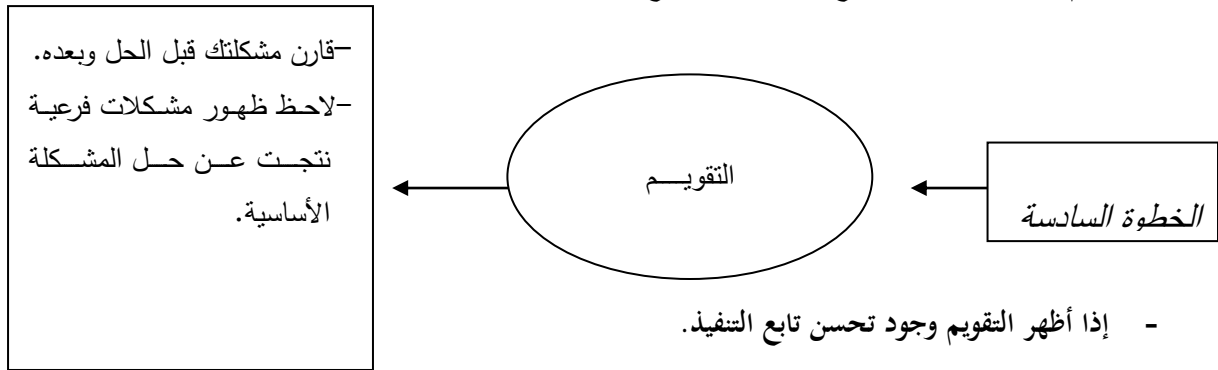 الخطوة السادسة
التقويــــم
-قارن مشكلتك قبل الحل وبعده.
-لاحظ ظهور مشكلات فرعية
نتجت عن حل المشكلة
الأساسية.
- إذا أظهر التقويم وجود تحسن تابع التنفيذ.